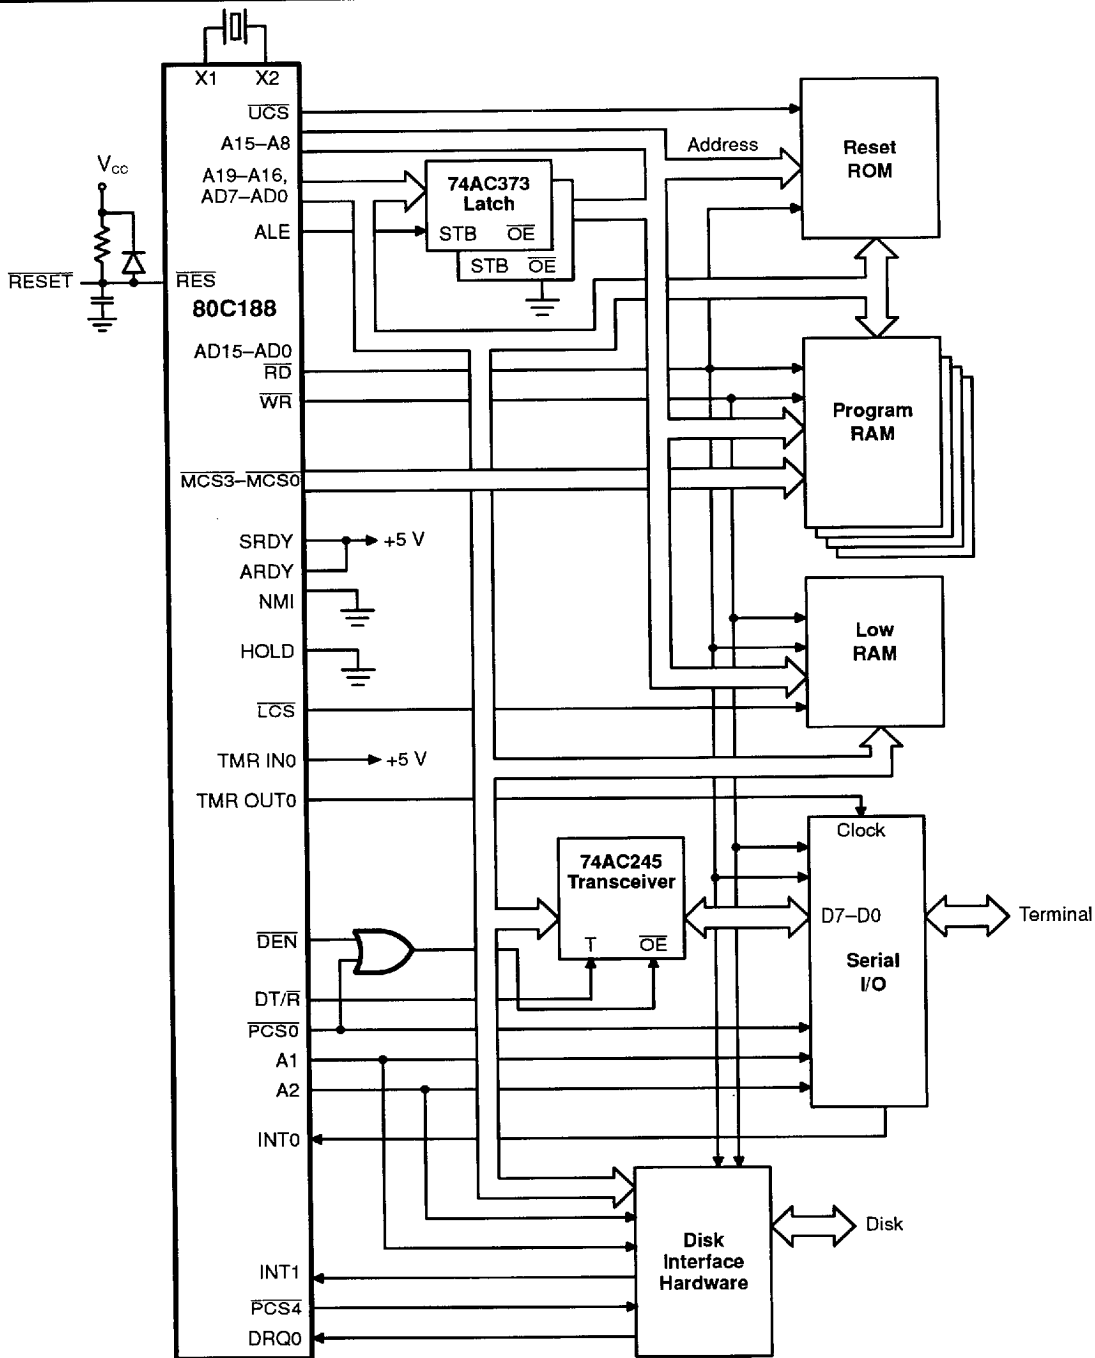 X1 X2
UCS
A15–A8
A19–A16,
AD7–AD0
ALE
VCC
RESET
RES
80C188
AD15–AD0
RD
WR
MCS3–MCS0
SRDY
+5 V
ARDY
NMI
HOLD
LCS
TMR IN0
+5 V
TMR OUT0
DEN
DT/R
PCS0
A1
A2
INT0
INT1
PCS4
DRQ0
74AC373
Latch
STB OE
STB OE
Address
Reset
ROM
Program
RAM
Low
RAM
74AC245
Transceiver
T OE
Clock
D7–D0
Serial
I/O
Terminal
Disk
Interface
Hardware
Disk